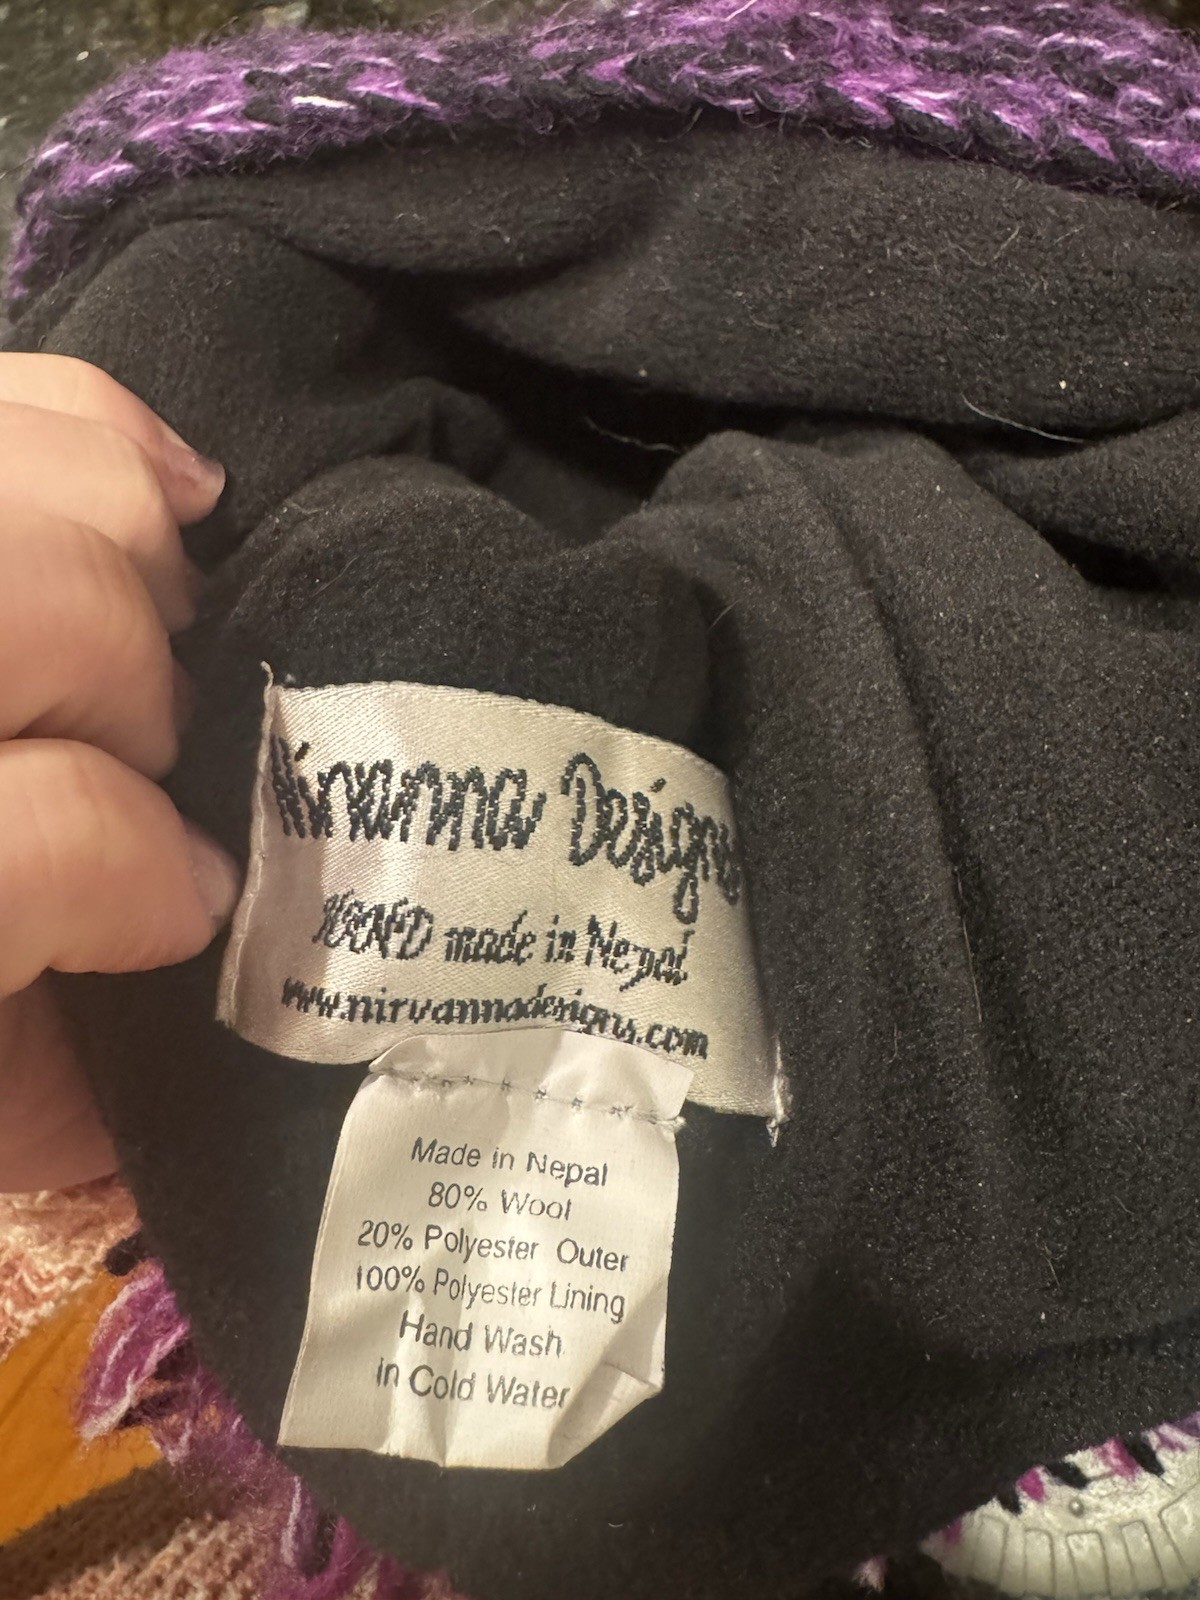 Nirvanna Designs
HAND made in Nepal
www.nirvannadesigns.com
Made in Nepal
80% Wool
20% Polyester Outer
100% Polyester Lining
Hand Wash
in Cold Water